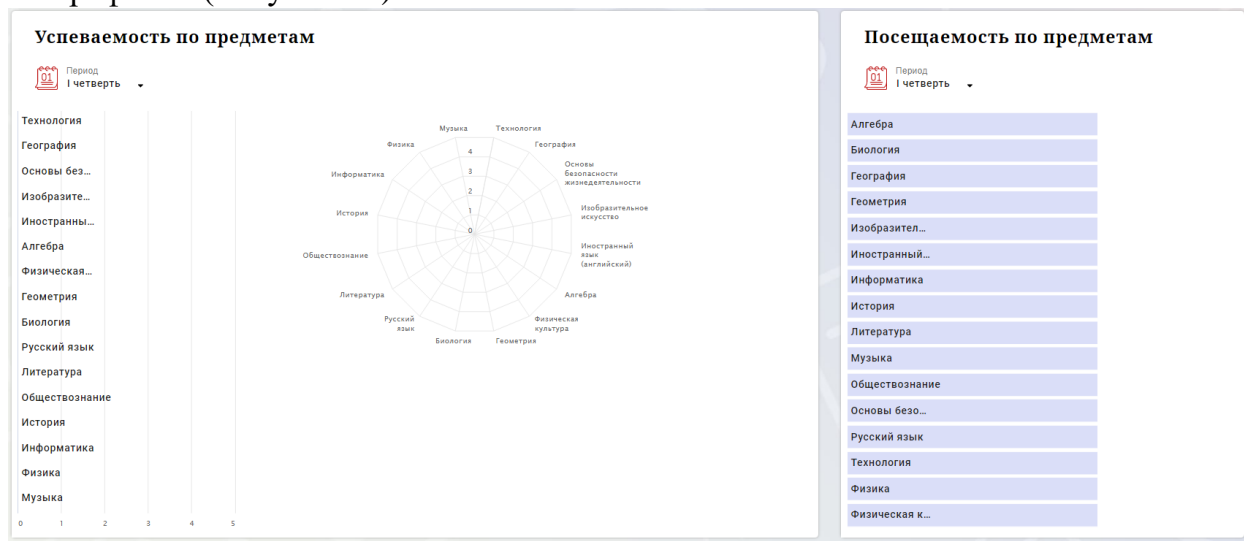 Успеваемость по предметам
01
Период
I четверть
Технология
География
Основы без...
Изобразите...
Иностранны...
Алгебра
Физическая...
Геометрия
Биология
Русский язык
Литература
Обществознание
История
Информатика
Физика
Музыка
0 1 2 3 4 5
Музыка
Технология
Физика
География
4
Основы
безопасности
жизнедеятельности
Информатика
3
2
Изобразительное
искусство
История
1
0
Иностранный
язык
(английский)
Обществознание
Литература
Алгебра
Русский
язык
Физическая
культура
Биология
Геометрия
Посещаемость по предметам
01
Период
I четверть
Алгебра
Биология
География
Геометрия
Изобразител...
Иностранный...
Информатика
История
Литература
Музыка
Обществознание
Основы безо...
Русский язык
Технология
Физика
Физическая к...